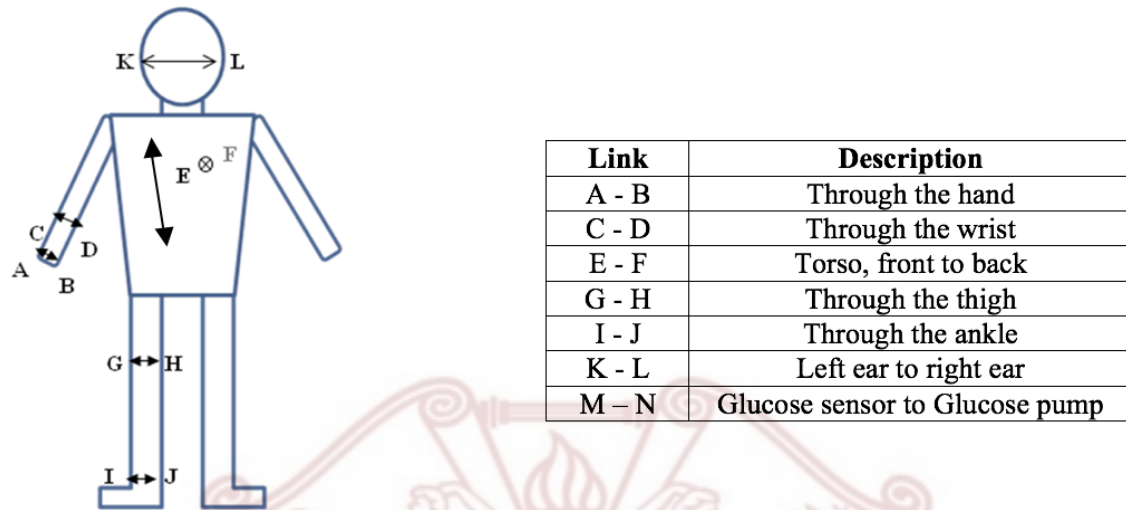 K L
E F
C D
A B
G H
I J
Link Description
A - B Through the hand
C - D Through the wrist
E - F Torso, front to back
G - H Through the thigh
I - J Through the ankle
K - L Left ear to right ear
M – N Glucose sensor to Glucose pump